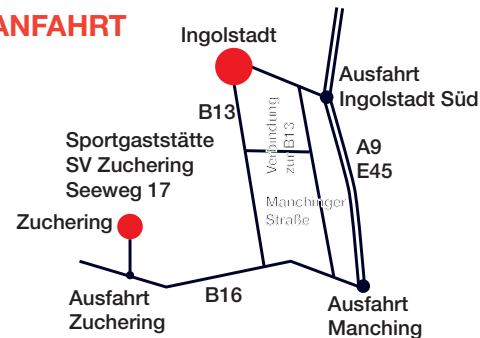 ANFAHRT
Ingolstadt
Ausfahrt
Ingolstadt Süd
B13
Verbindung
zur B13
A9
E45
Sportgaststätte
SV Zuchering
Seeweg 17
Manchinger
Straße
Zuchering
Ausfahrt
Zuchering
B16
Ausfahrt
Manching